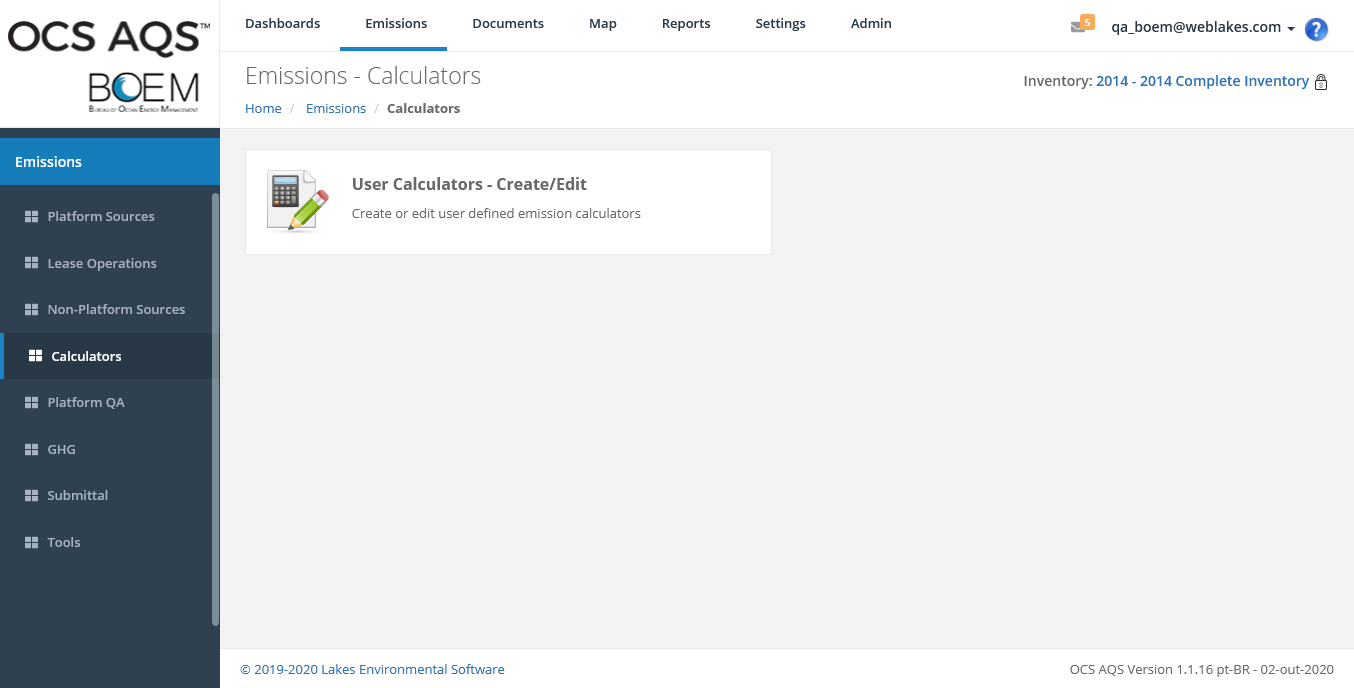 OCS AQS™
BOEM
Bureau of Ocean Energy Management
Dashboards
Emissions
Documents
Map
Reports
Settings
Admin
5
qa_boem@weblakes.com
?
Emissions - Calculators
Home / Emissions / Calculators
Inventory: 2014 - 2014 Complete Inventory
Emissions
Platform Sources
Lease Operations
Non-Platform Sources
Calculators
Platform QA
GHG
Submittal
Tools
User Calculators - Create/Edit
Create or edit user defined emission calculators
© 2019-2020 Lakes Environmental Software
OCS AQS Version 1.1.16 pt-BR - 02-out-2020